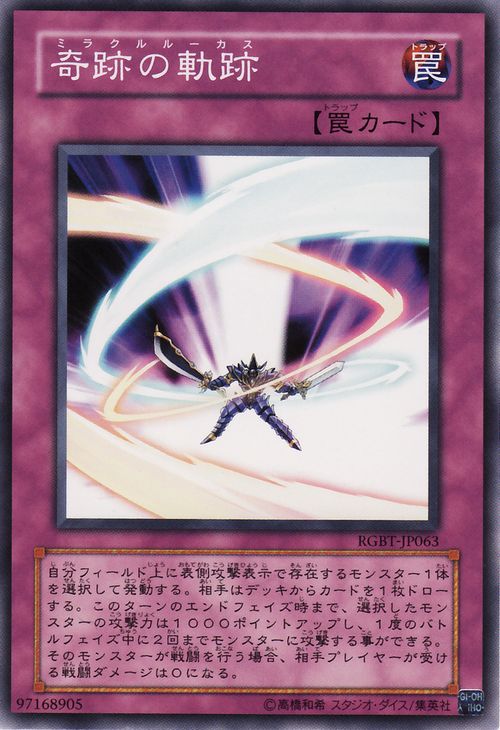 ミラクルルーカス
奇跡の軌跡
トラップ
罠
トラップ
【罠カード】
RGBT-JP063
自分フィールド上に表側攻撃表示で存在するモンスター1体
を選択して発動する。相手はデッキからカードを1枚ドロー
する。このターンのエンドフェイズ時まで、選択したモン
スターの攻撃力は1000ポイントアップし、1度のバト
ルフェイズ中に2回までモンスターに攻撃する事ができる。
そのモンスターが戦闘を行う場合、相手プレイヤーが受け
る戦闘ダメージは0になる。
97168905
©高橋和希 スタジオ・ダイス/集英社